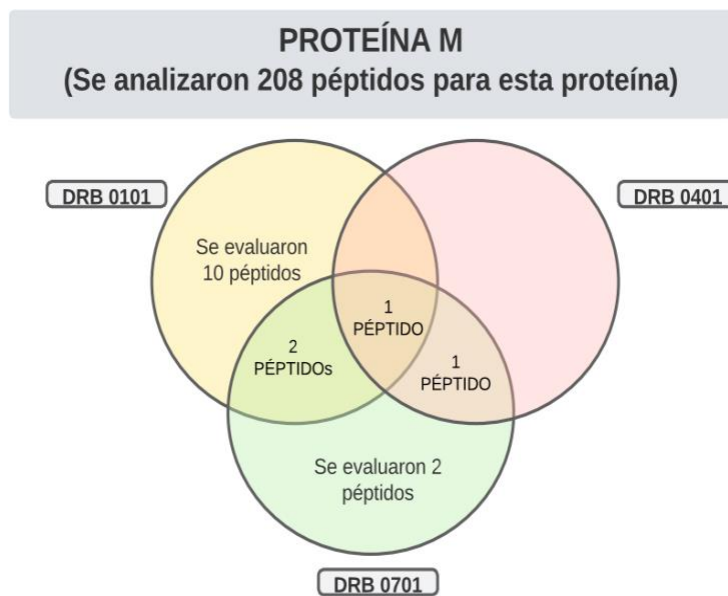 PROTEÍNA M
(Se analizaron 208 péptidos para esta proteína)
DRB 0101
DRB 0401
Se evaluaron
10 péptidos
1
PÉPTIDO
2
PÉPTIDOs
1
PÉPTIDO
Se evaluaron 2
péptidos
DRB 0701